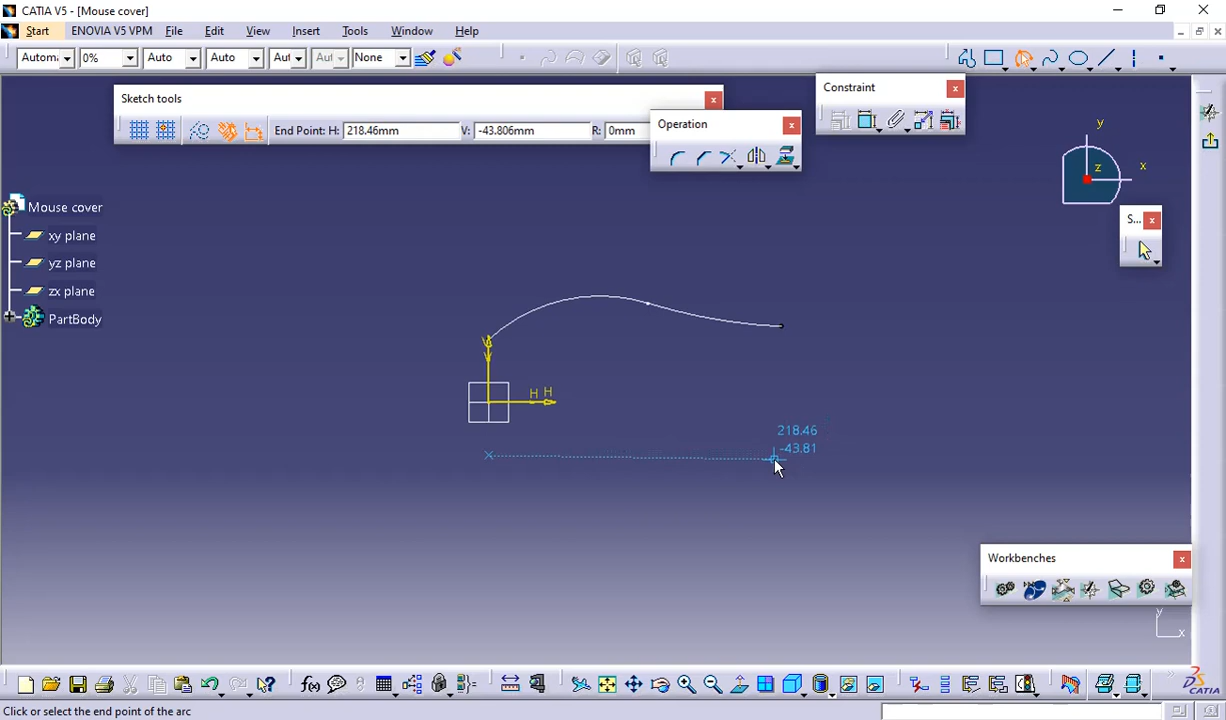 CATIA V5 - [Mouse cover]
Start ENOVIA V5 VPM File Edit View Insert Tools Window Help
Autom 0% Auto Auto Aut Aut None
Sketch tools
Constraint
End Point: H: 218.46mm V: -43.806mm R: 0mm
Operation
y
x
z
S...
Mouse cover
xy plane
yz plane
zx plane
PartBody
V
H H
218.46
-43.81
Workbenches
y
x
f(x)
CATIA
Click or select the end point of the arc